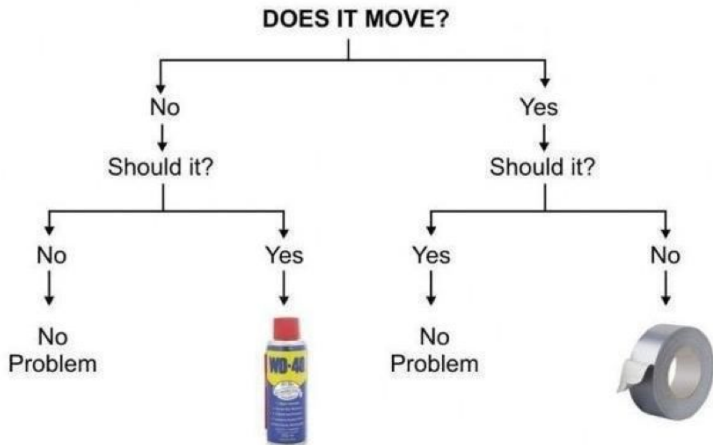 DOES IT MOVE?
No
Yes
Should it?
Should it?
No
Yes
Yes
No
No
Problem
WD-40
No
Problem